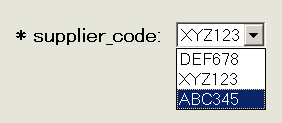 * supplier_code: XYZ123
DEF678
XYZ123
ABC345